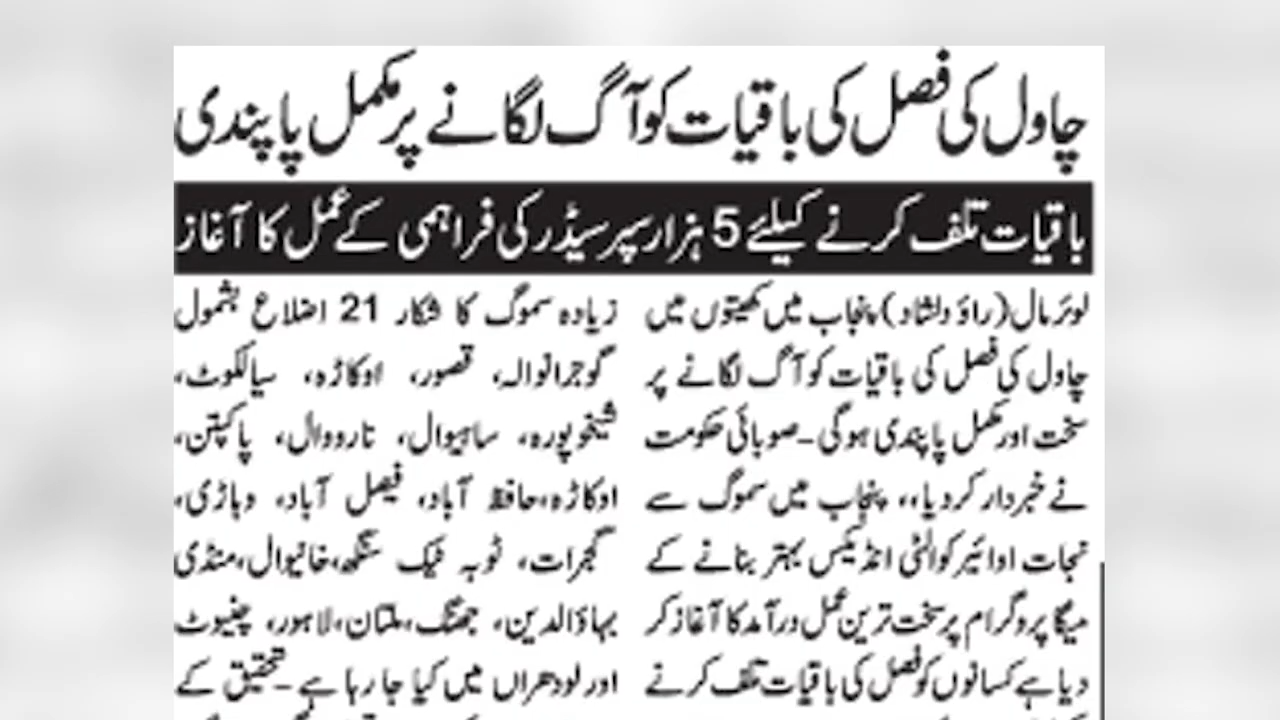 چاول کی فصل کی باقیات کو آگ لگانے پر مکمل پابندی
باقیات تلف کرنے کیلئے 5 ہزار سپر سیڈر کی فراہمی کے عمل کا آغاز
لوئر مال (راؤ دلشاد) پنجاب میں کھیتوں میں
چاول کی فصل کی باقیات کو آگ لگانے پر
سخت اور مکمل پابندی ہوگی۔ صوبائی حکومت
نے خبردار کر دیا،، پنجاب میں سموگ سے
نجات اور ائیر کوالٹی انڈیکس بہتر بنانے کے
میگا پروگرام پر سخت ترین عمل درآمد کا آغاز کر
دیا ہے کسانوں کو فصل کی باقیات تلف کرنے
زیادہ سموگ کا شکار 21 اضلاع بشمول
گوجرانوالہ، قصور، اوکاڑہ، سیالکوٹ،
شیخوپورہ، ساہیوال، نارووال، پاکپتن،
اوکاڑہ، حافظ آباد، فیصل آباد، وہاڑی،
گجرات، ٹوبہ ٹیک سنگھ، خانیوال، منڈی
بہاؤالدین، جھنگ، ملتان، لاہور، چنیوٹ
اور لودھراں میں کیا جا رہا ہے۔ تحقیق کے